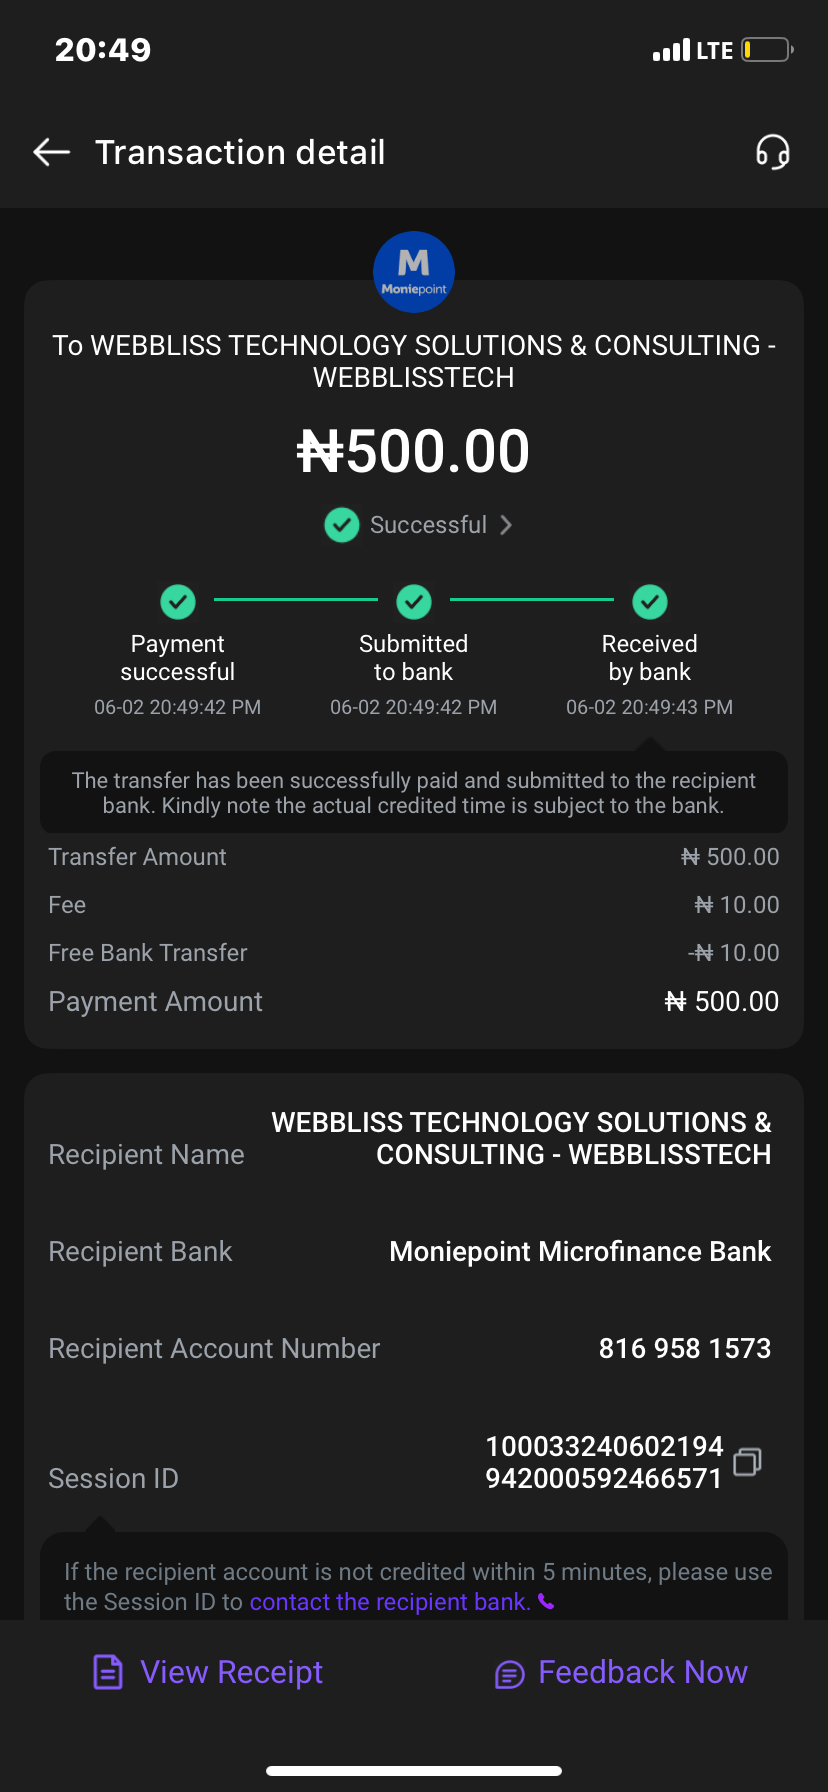 20:49
LTE
Transaction detail
M
Moniepoint
To WEBBLISS TECHNOLOGY SOLUTIONS & CONSULTING -
WEBBLISSTECH
₦500.00
Successful
Payment
successful
06-02 20:49:42 PM
Submitted
to bank
06-02 20:49:42 PM
Received
by bank
06-02 20:49:43 PM
The transfer has been successfully paid and submitted to the recipient
bank. Kindly note the actual credited time is subject to the bank.
Transfer Amount ₦ 500.00
Fee ₦ 10.00
Free Bank Transfer -₦ 10.00
Payment Amount ₦ 500.00
Recipient Name WEBBLISS TECHNOLOGY SOLUTIONS &
CONSULTING - WEBBLISSTECH
Recipient Bank Moniepoint Microfinance Bank
Recipient Account Number 816 958 1573
Session ID 100033240602194
942000592466571
If the recipient account is not credited within 5 minutes, please use
the Session ID to contact the recipient bank.
View Receipt
Feedback Now